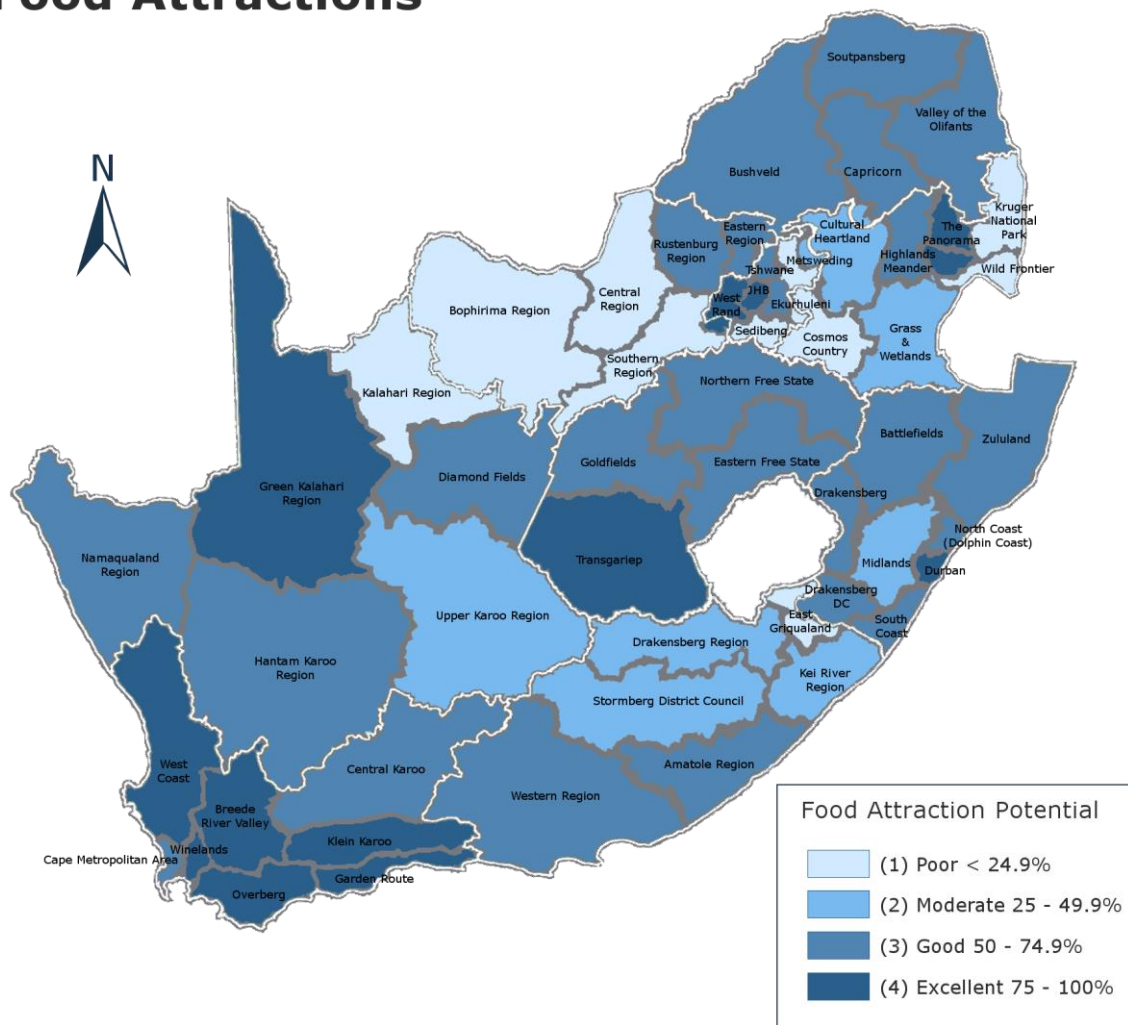 Food Attractions
N
Soutpansberg
Valley of the
Olifants
Bushveld
Capricorn
Kruger
National
Park
Cultural
Heartland
The
Panorama
Eastern
Region
Rustenburg
Region
Highlands
Meander
Metsweding
Tshwane
Wild Frontier
Central
Region
JHB
West
Rand
Ekurhuleni
Bophirima Region
Sedibeng
Cosmos
Country
Grass
&
Wetlands
Southern
Region
Kalahari Region
Northern Free State
Battlefields
Zululand
Goldfields
Eastern Free State
Diamond Fields
Green Kalahari
Region
Drakensberg
North Coast
(Dolphin Coast)
Namaqualand
Region
Transgariep
Midlands
Durban
Drakensberg
DC
Upper Karoo Region
East
Griqualand
South
Coast
Drakensberg Region
Hantam Karoo
Region
Kei River
Region
Stormberg District Council
West
Coast
Central Karoo
Amatole Region
Western Region
Breede
River Valley
Klein Karoo
Winelands
Cape Metropolitan Area
Garden Route
Overberg
Food Attraction Potential
(1) Poor < 24.9%
(2) Moderate 25 - 49.9%
(3) Good 50 - 74.9%
(4) Excellent 75 - 100%